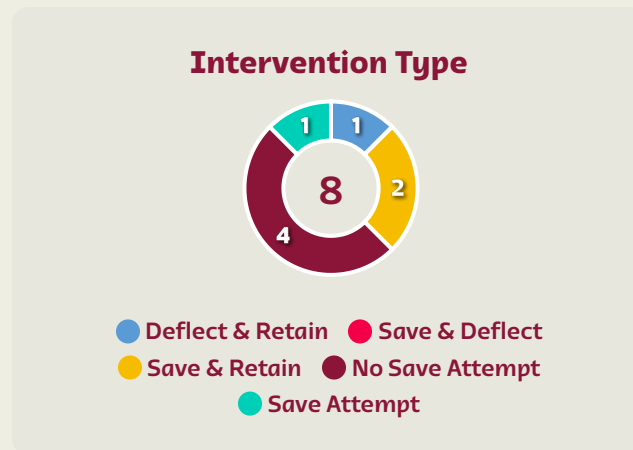 Intervention Type
1 1
2
8
4
Deflect & Retain Save & Deflect
Save & Retain No Save Attempt
Save Attempt